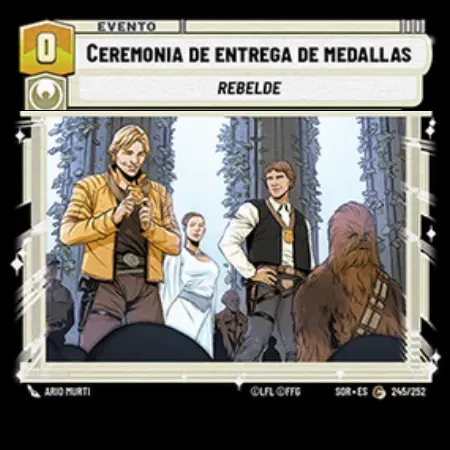 EVENTO
0
CEREMONIA DE ENTREGA DE MEDALLAS
REBELDE
ARIO MURTI
©LFL ©FFG
SOR • ES C 245/252